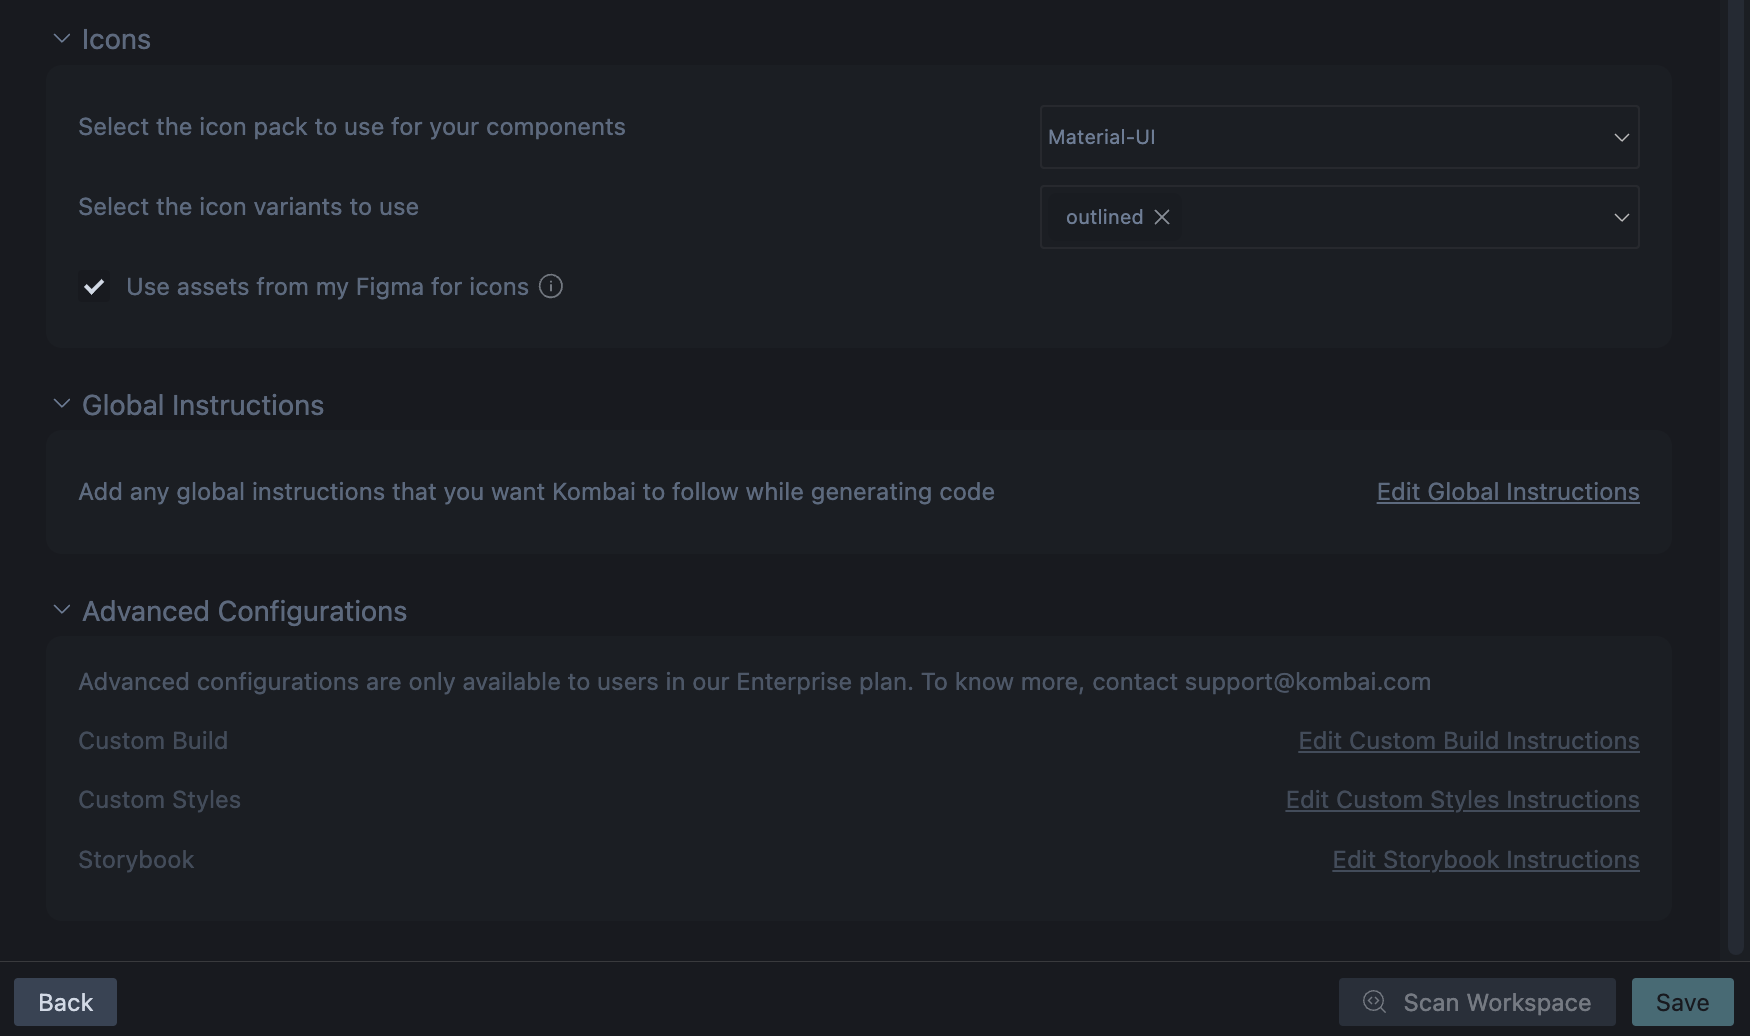 Icons
Select the icon pack to use for your components
Material-UI
Select the icon variants to use
outlined
Use assets from my Figma for icons
Global Instructions
Add any global instructions that you want Kombai to follow while generating code
Edit Global Instructions
Advanced Configurations
Advanced configurations are only available to users in our Enterprise plan. To know more, contact support@kombai.com
Custom Build
Edit Custom Build Instructions
Custom Styles
Edit Custom Styles Instructions
Storybook
Edit Storybook Instructions
Back
Scan Workspace
Save